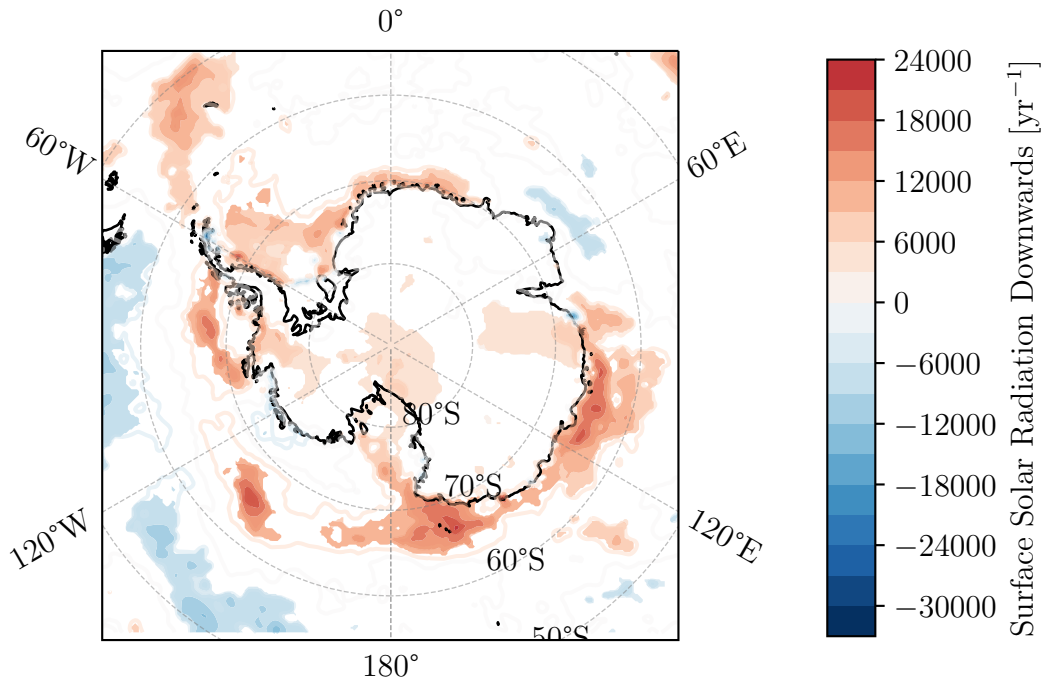 0°
60°W
60°E
120°W
120°E
180°
80°S
70°S
60°S
50°S
24000
18000
12000
6000
0
−6000
−12000
−18000
−24000
−30000
Surface Solar Radiation Downwards [yr⁻¹]